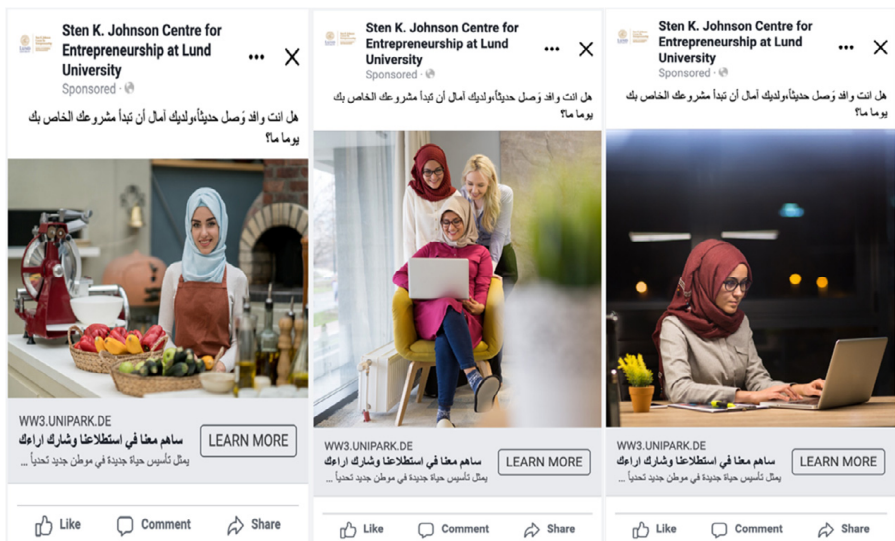 Sten K. Johnson Centre for
Entrepreneurship at Lund
University
Sponsored ·
هل انت وافد وَصل حديثاً،ولديك آمال أن تبدأ مشروعك الخاص بك
يوما ما؟
WW3.UNIPARK.DE
ساهم معنا في استطلاعنا وشارك اراءك
يمثل تأسيس حياة جديدة في موطن جديد تحدياً ...
LEARN MORE
Like
Comment
Share
Sten K. Johnson Centre for
Entrepreneurship at Lund
University
Sponsored ·
هل انت وافد وَصل حديثاً،ولديك آمال أن تبدأ مشروعك الخاص بك
يوما ما؟
WW3.UNIPARK.DE
ساهم معنا في استطلاعنا وشارك اراءك
يمثل تأسيس حياة جديدة في موطن جديد تحدياً ...
LEARN MORE
Like
Comment
Share
Sten K. Johnson Centre for
Entrepreneurship at Lund
University
Sponsored ·
هل انت وافد وَصل حديثاً،ولديك آمال أن تبدأ مشروعك الخاص بك
يوما ما؟
WW3.UNIPARK.DE
ساهم معنا في استطلاعنا وشارك اراءك
يمثل تأسيس حياة جديدة في موطن جديد تحدياً ...
LEARN MORE
Like
Comment
Share